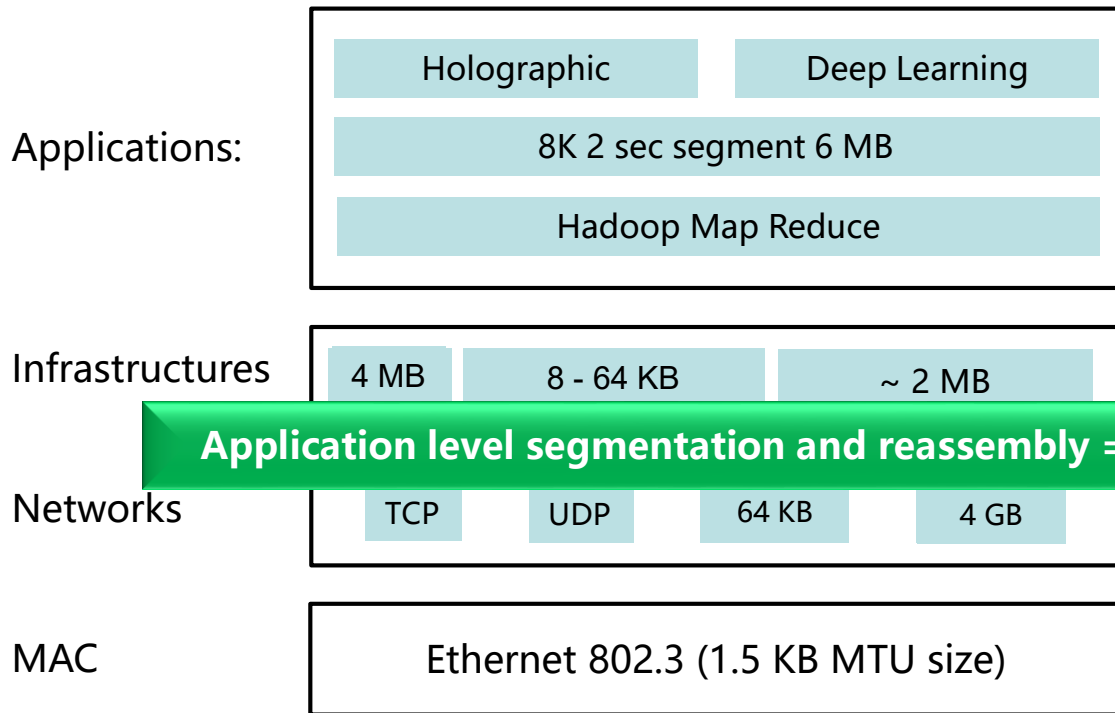 Holographic
Deep Learning
Applications:
8K 2 sec segment 6 MB
Hadoop Map Reduce
Infrastructures
4 MB
8 - 64 KB
~ 2 MB
Application level segmentation and reassembly =
Networks
TCP
UDP
64 KB
4 GB
MAC
Ethernet 802.3 (1.5 KB MTU size)